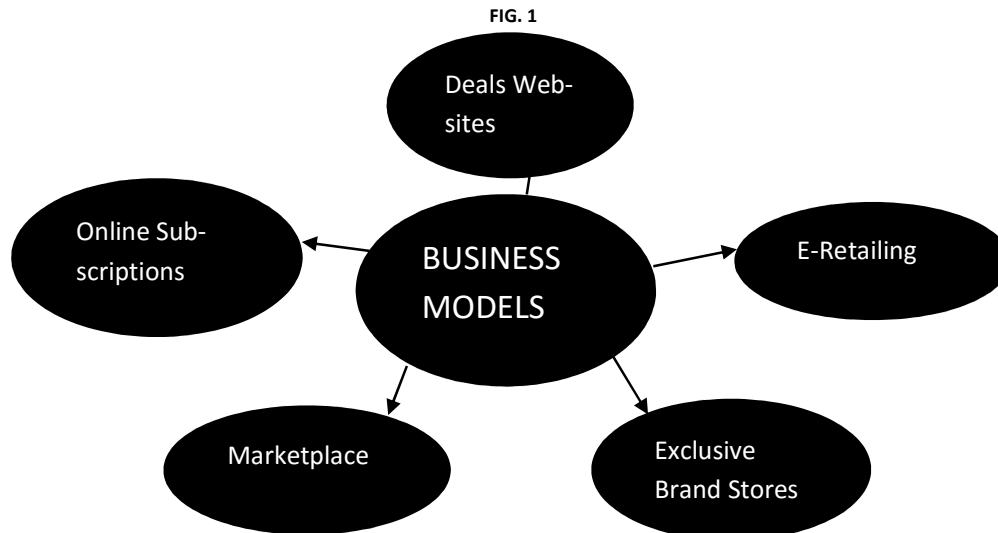 FIG. 1
Deals Web-
sites
Online Sub-
scriptions
BUSINESS
MODELS
E-Retailing
Marketplace
Exclusive
Brand Stores